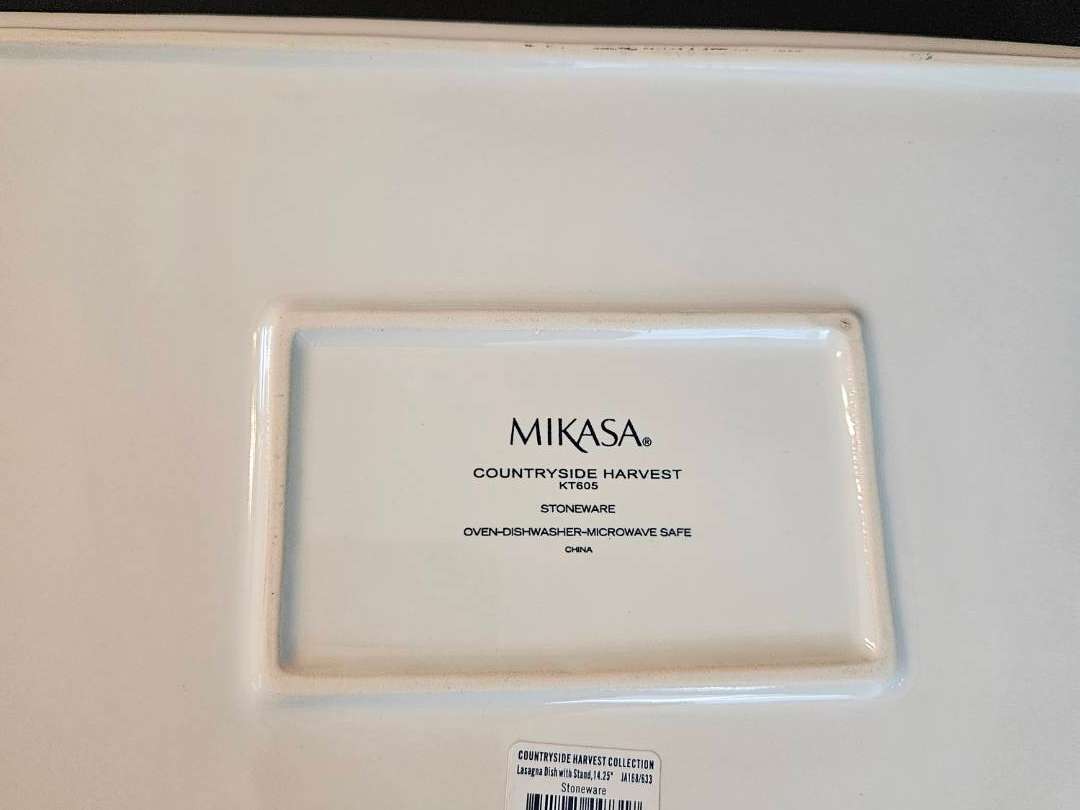 MIKASA®
COUNTRYSIDE HARVEST
KT605
STONEWARE
OVEN-DISHWASHER-MICROWAVE SAFE
CHINA
COUNTRYSIDE HARVEST COLLECTION
Lasagna Dish with Stand, 14.25" JA168/633
Stoneware